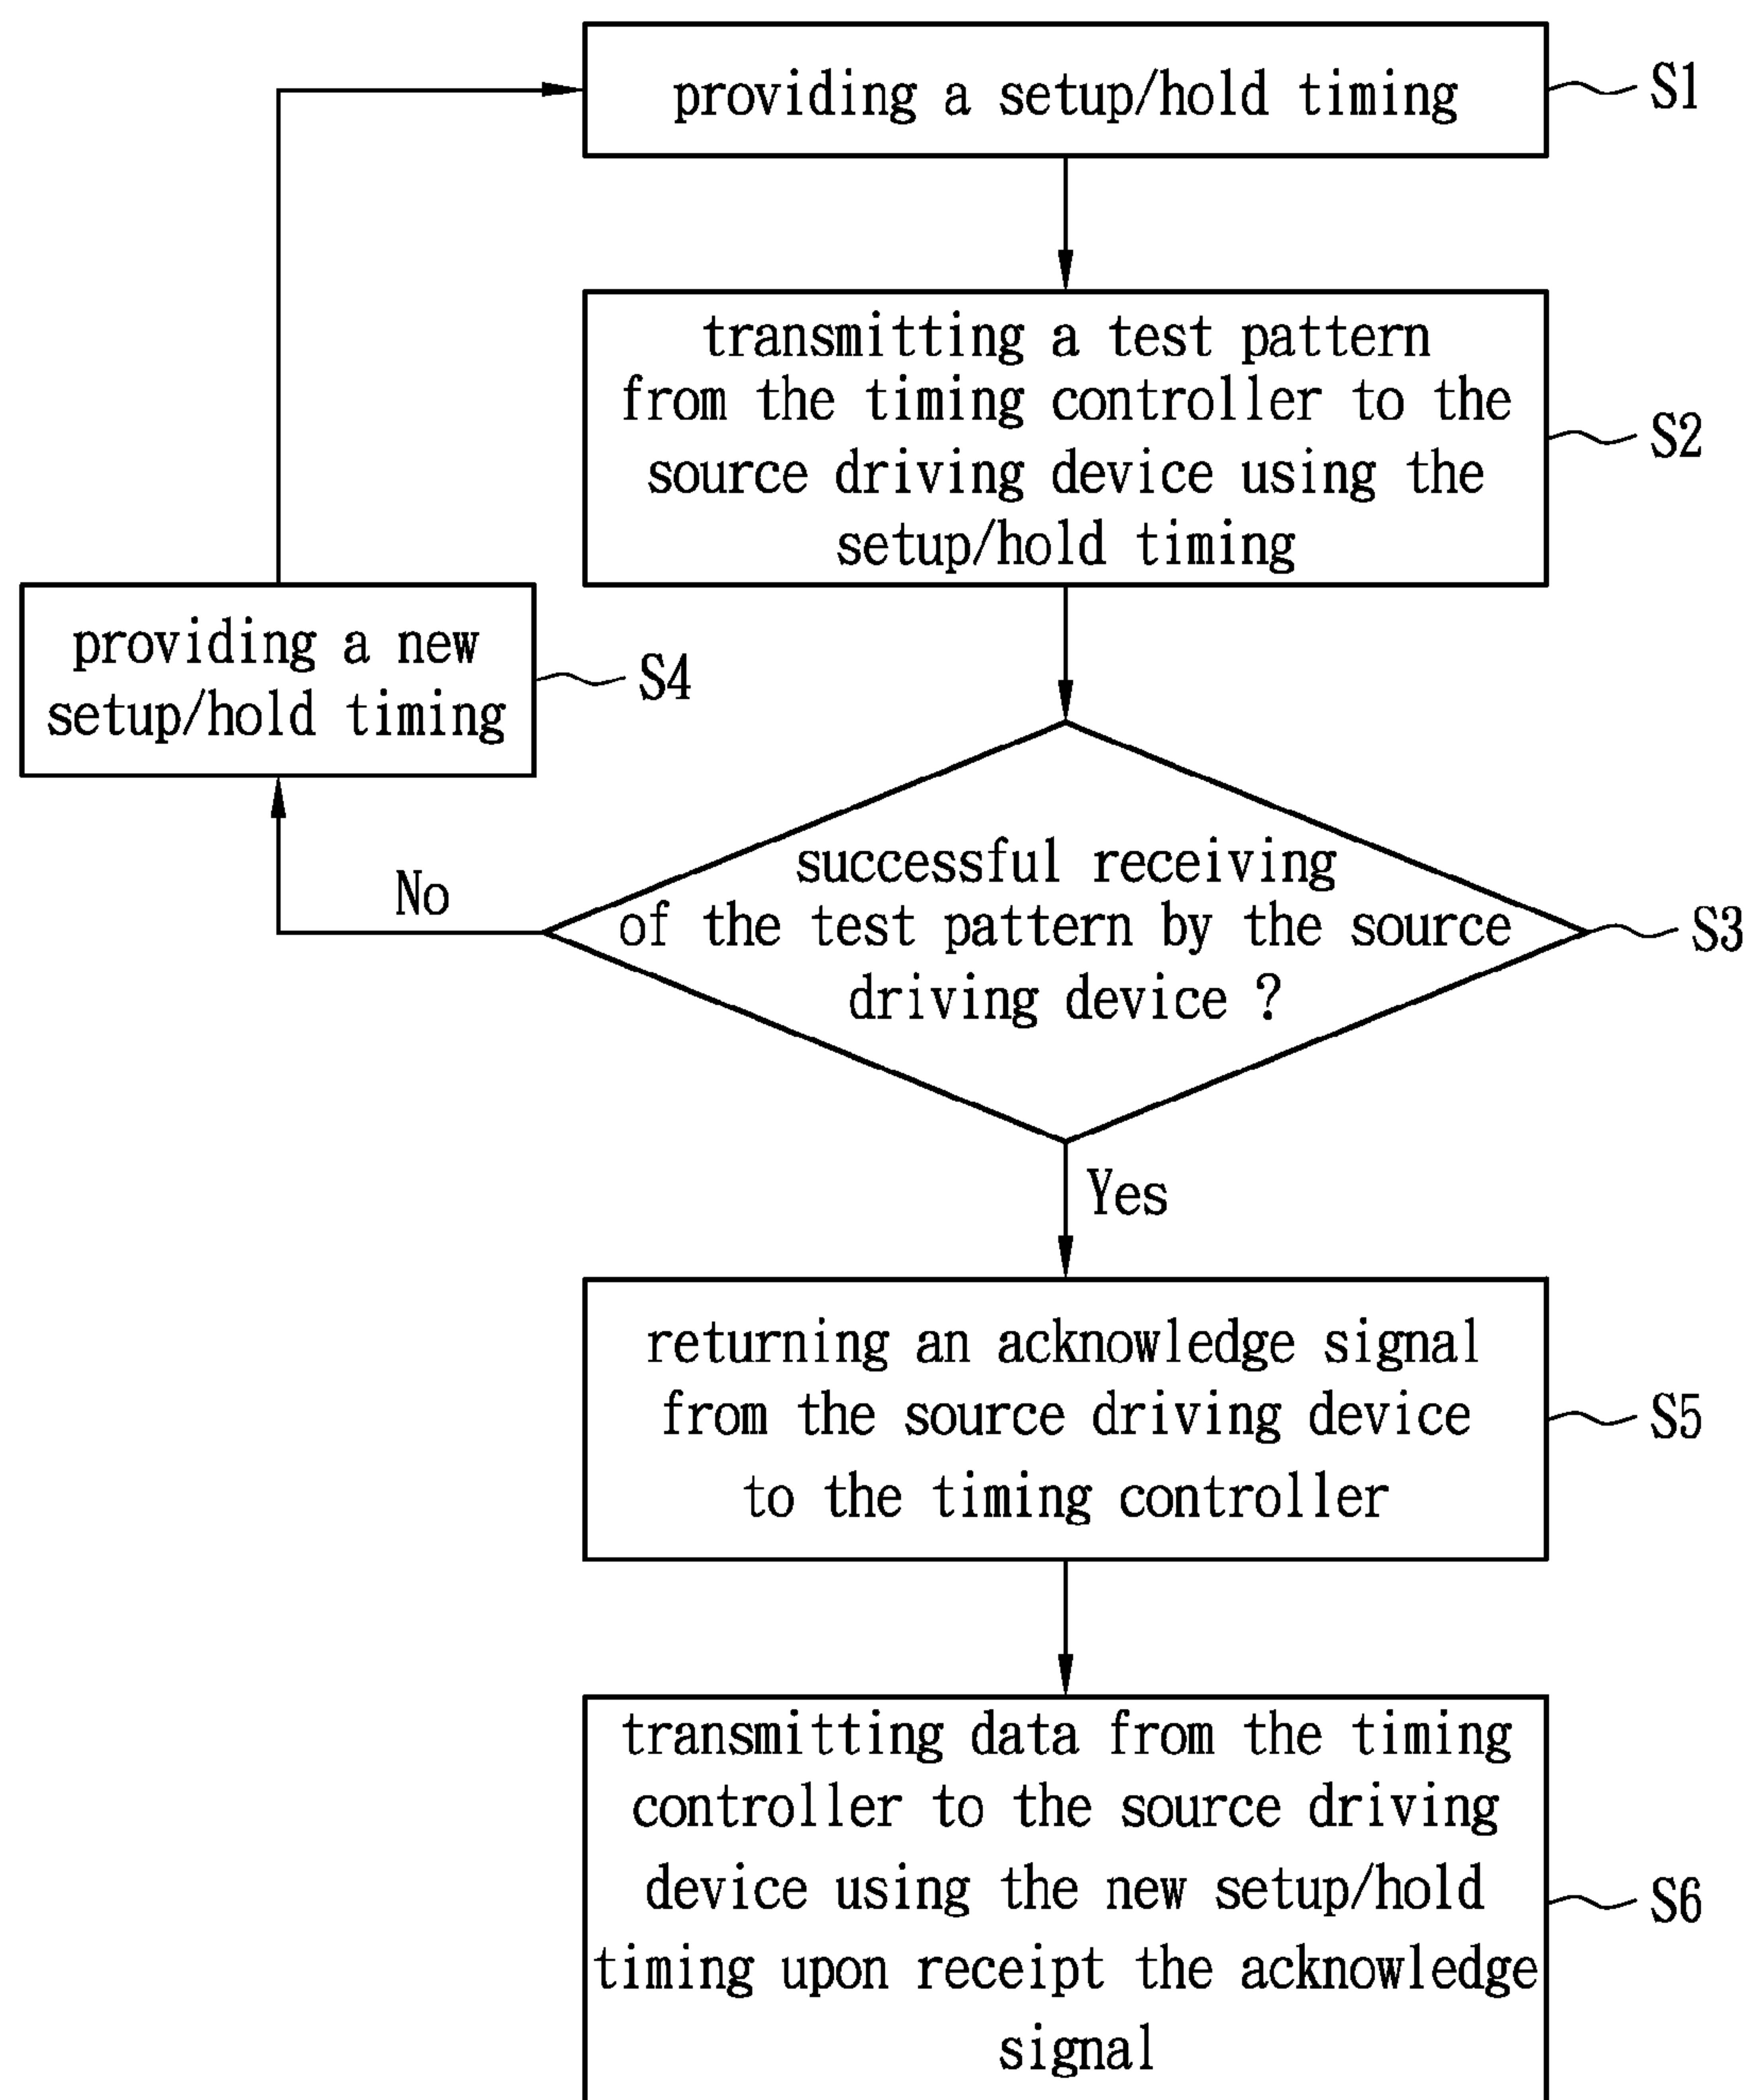 providing a setup/hold timing
S1
transmitting a test pattern
from the timing controller to the
source driving device using the
setup/hold timing
S2
providing a new
setup/hold timing
S4
successful receiving
of the test pattern by the source
driving device ?
S3
No
Yes
returning an acknowledge signal
from the source driving device
to the timing controller
S5
transmitting data from the timing
controller to the source driving
device using the new setup/hold
timing upon receipt the acknowledge
signal
S6